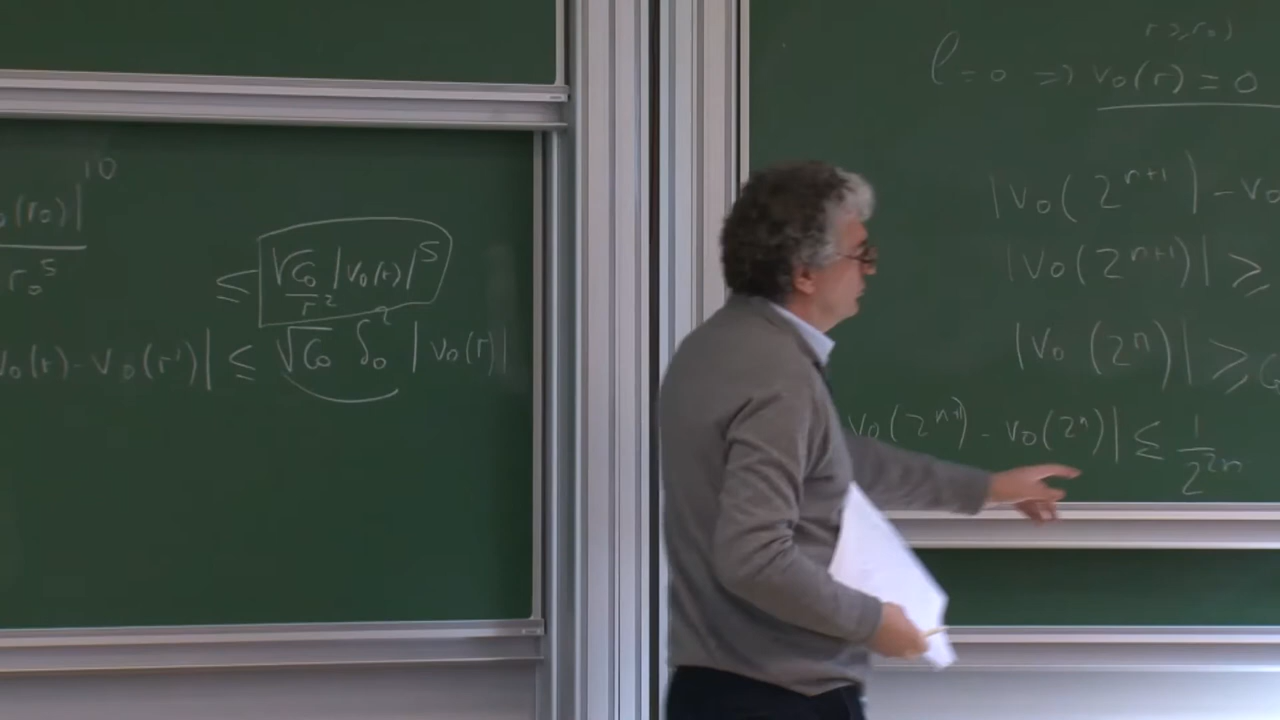 10
(r₀)|
r₀⁵
≤ √C₀/r² |v₀(r)|⁵
v₀(r) - v₀(r')| ≤ √C₀ δ₀² |v₀(r)|
r ≥ r₀)
ℓ = 0 ⇒ v₀(r) = 0
|v₀(2ⁿ⁺¹)| - v₀
|v₀(2ⁿ⁺¹)| ≥
|v₀(2ⁿ)| ≥
v₀(2ⁿ⁺¹) - v₀(2ⁿ)| ≲ 1/2²ⁿ